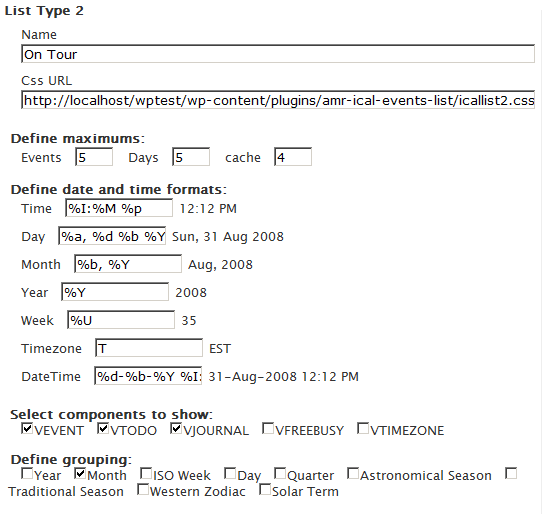 List Type 2
Name
On Tour
Css URL
http://localhost/wptest/wp-content/plugins/amr-ical-events-list/icallist2.css
Define maximums:
Events 5 Days 5 cache 4
Define date and time formats:
Time %I:%M %p 12:12 PM
Day %a, %d %b %Y Sun, 31 Aug 2008
Month %b, %Y Aug, 2008
Year %Y 2008
Week %U 35
Timezone T EST
DateTime %d-%b-%Y %I: 31-Aug-2008 12:12 PM
Select components to show:
VEVENT VTODO VJOURNAL VFREEBUSY VTIMEZONE
Define grouping:
Year Month ISO Week Day Quarter Astronomical Season
Traditional Season Western Zodiac Solar Term